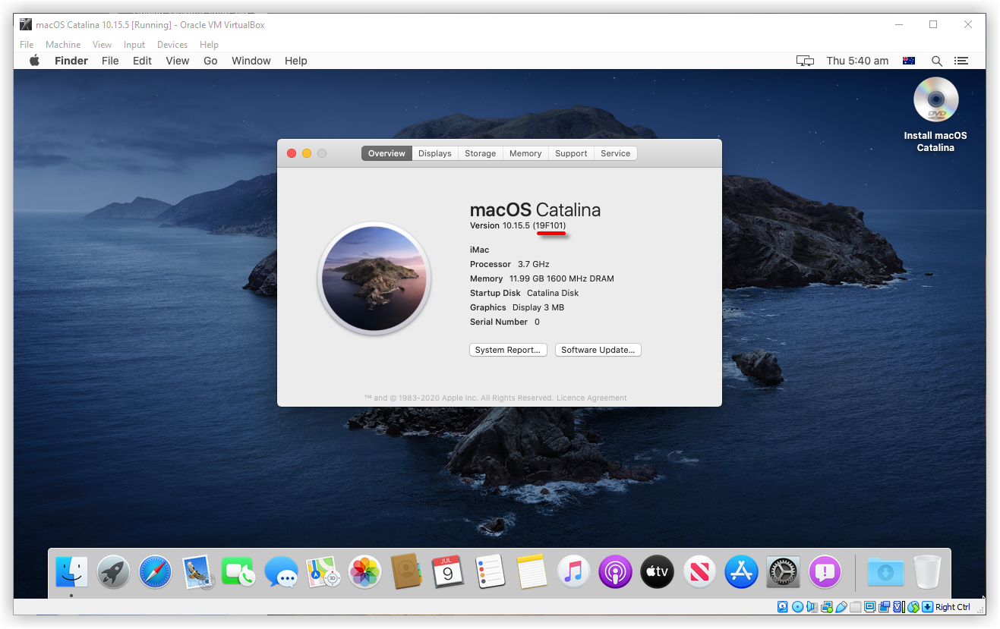 macOS Catalina 10.15.5 [Running] - Oracle VM VirtualBox
File Machine View Input Devices Help
Finder File Edit View Go Window Help Thu 5:40 am
DVD
Install macOS
Catalina
Overview Displays Storage Memory Support Service
macOS Catalina
Version 10.15.5 (19F101)
iMac
Processor 3.7 GHz
Memory 11.99 GB 1600 MHz DRAM
Startup Disk Catalina Disk
Graphics Display 3 MB
Serial Number 0
System Report...
Software Update...
™ and © 1983-2020 Apple Inc. All Rights Reserved. Licence Agreement
3D
JUL
9
tv
Right Ctrl